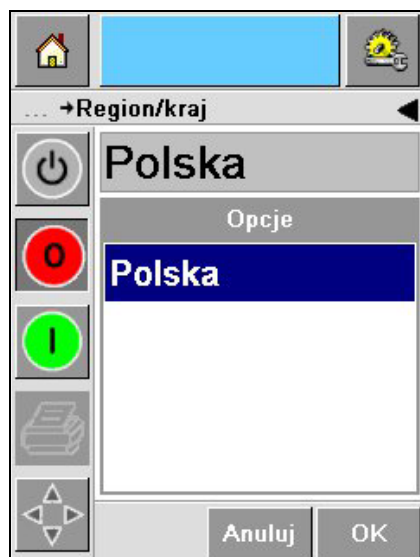 ... →Region/kraj
Polska
Opcje
Polska
O
I
Anuluj OK